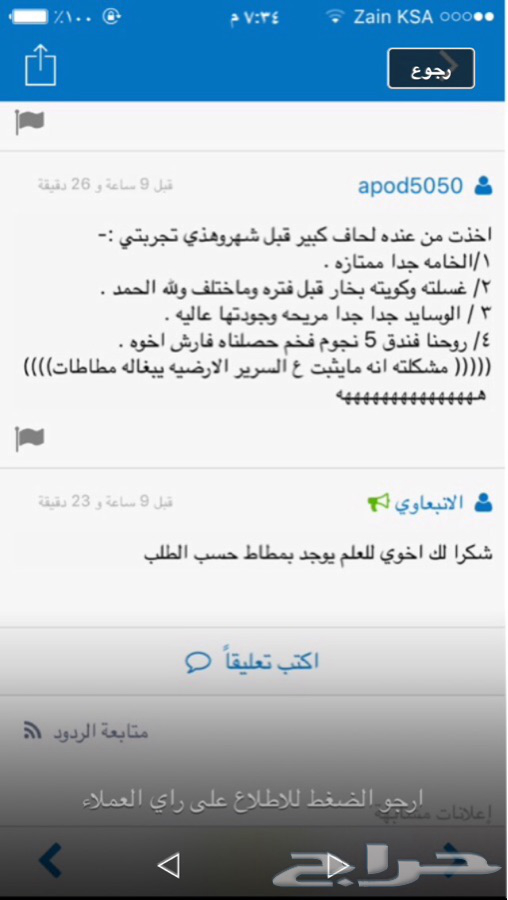 ٪١٠٠ ٧:٣٤ م Zain KSA
رجوع
apod5050 قبل 9 ساعة و 26 دقيقة
اخذت من عنده لحاف كبير قبل شهروهذي تجربتي :-
١/الخامه جدا ممتازه .
٢/ غسلته وكويته بخار قبل فتره وماختلف ولله الحمد .
٣ / الوسايد جدا جدا مريحه وجودتها عاليه .
٤/ روحنا فندق 5 نجوم فخم حصلناه فارش اخوه .
((((( مشكلته انه مايثبت ع السرير الارضيه يبغاله مطاطات))))
هههههههههههههههه
الانبعاوي قبل 9 ساعة و 23 دقيقة
شكرا لك اخوي للعلم يوجد بمطاط حسب الطلب
اكتب تعليقاً
متابعة الردود
ارجو الضغط للاطلاع على راي العملاء
إعلانات مشابهة
حراج